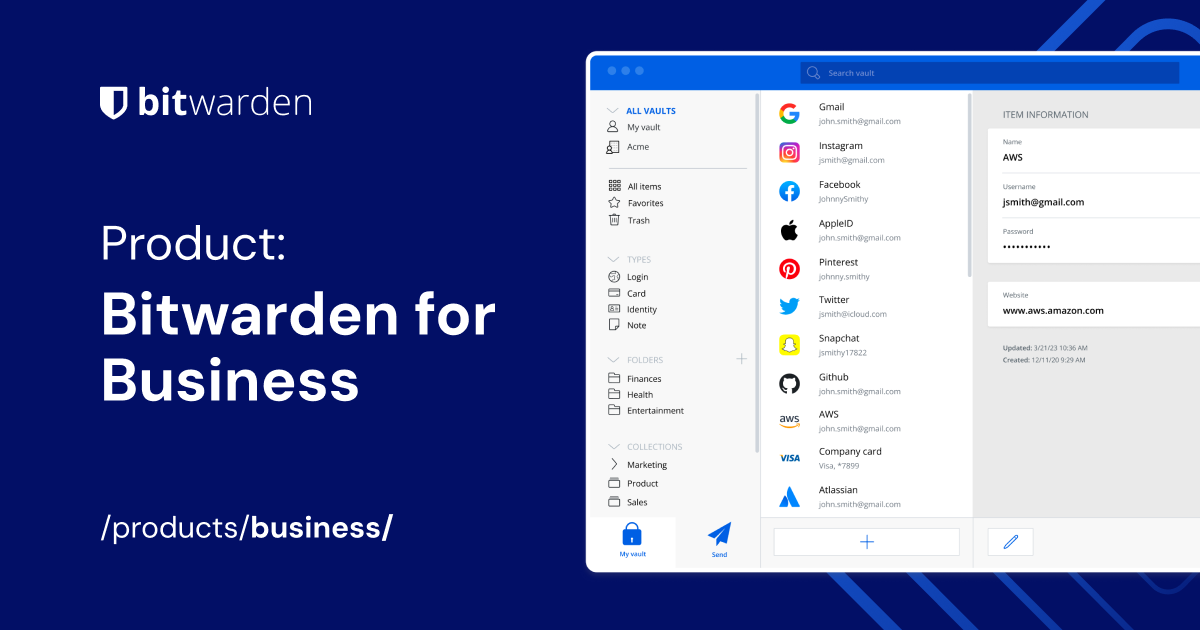 bitwarden
Product:
Bitwarden for
Business
/products/business/
Search vault
ALL VAULTS
My vault
Acme
All items
Favorites
Trash
TYPES
Login
Card
Identity
Note
FOLDERS
Finances
Health
Entertainment
COLLECTIONS
Marketing
Product
Sales
My vault
Send
Gmail
john.smith@gmail.com
Instagram
jsmith@gmail.com
Facebook
JohnnySmithy
AppleID
john.smith@gmail.com
Pinterest
johnny.smithy
Twitter
jsmith@icloud.com
Snapchat
jsmithy17822
Github
john.smith@gmail.com
aws
AWS
john.smith@gmail.com
VISA
Company card
Visa, *7899
Atlassian
john.smith@gmail.com
ITEM INFORMATION
Name
AWS
Username
jsmith@gmail.com
Password
•••••••••••
Website
www.aws.amazon.com
Updated: 3/21/23 10:36 AM
Created: 12/11/20 9:29 AM